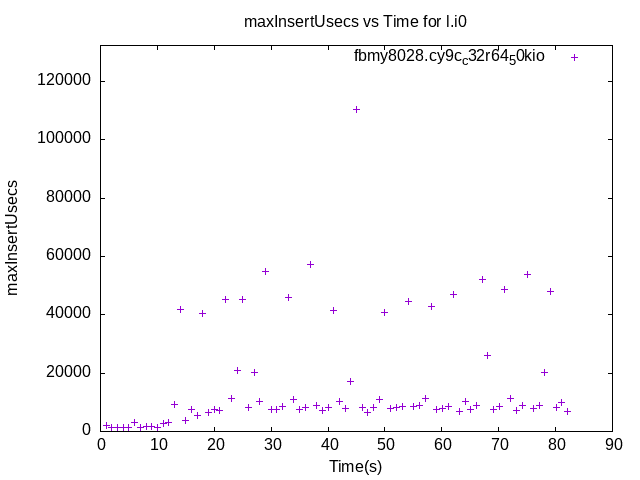 maxInsertUsecs vs Time for l.i0
fbmy8028.cy9c_c32r64_50kio
maxInsertUsecs
120000
100000
80000
60000
40000
20000
0
0 10 20 30 40 50 60 70 80 90
Time(s)